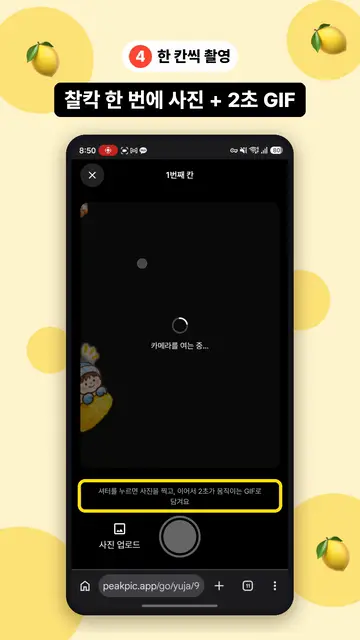 4 한 칸씩 촬영
찰칵 한 번에 사진 + 2초 GIF
8:50
80
1번째 칸
카메라를 여는 중...
셔터를 누르면 사진을 찍고, 이어서 2초가 움직이는 GIF로
담겨요
사진 업로드
peakpic.app/go/yuja/9
11